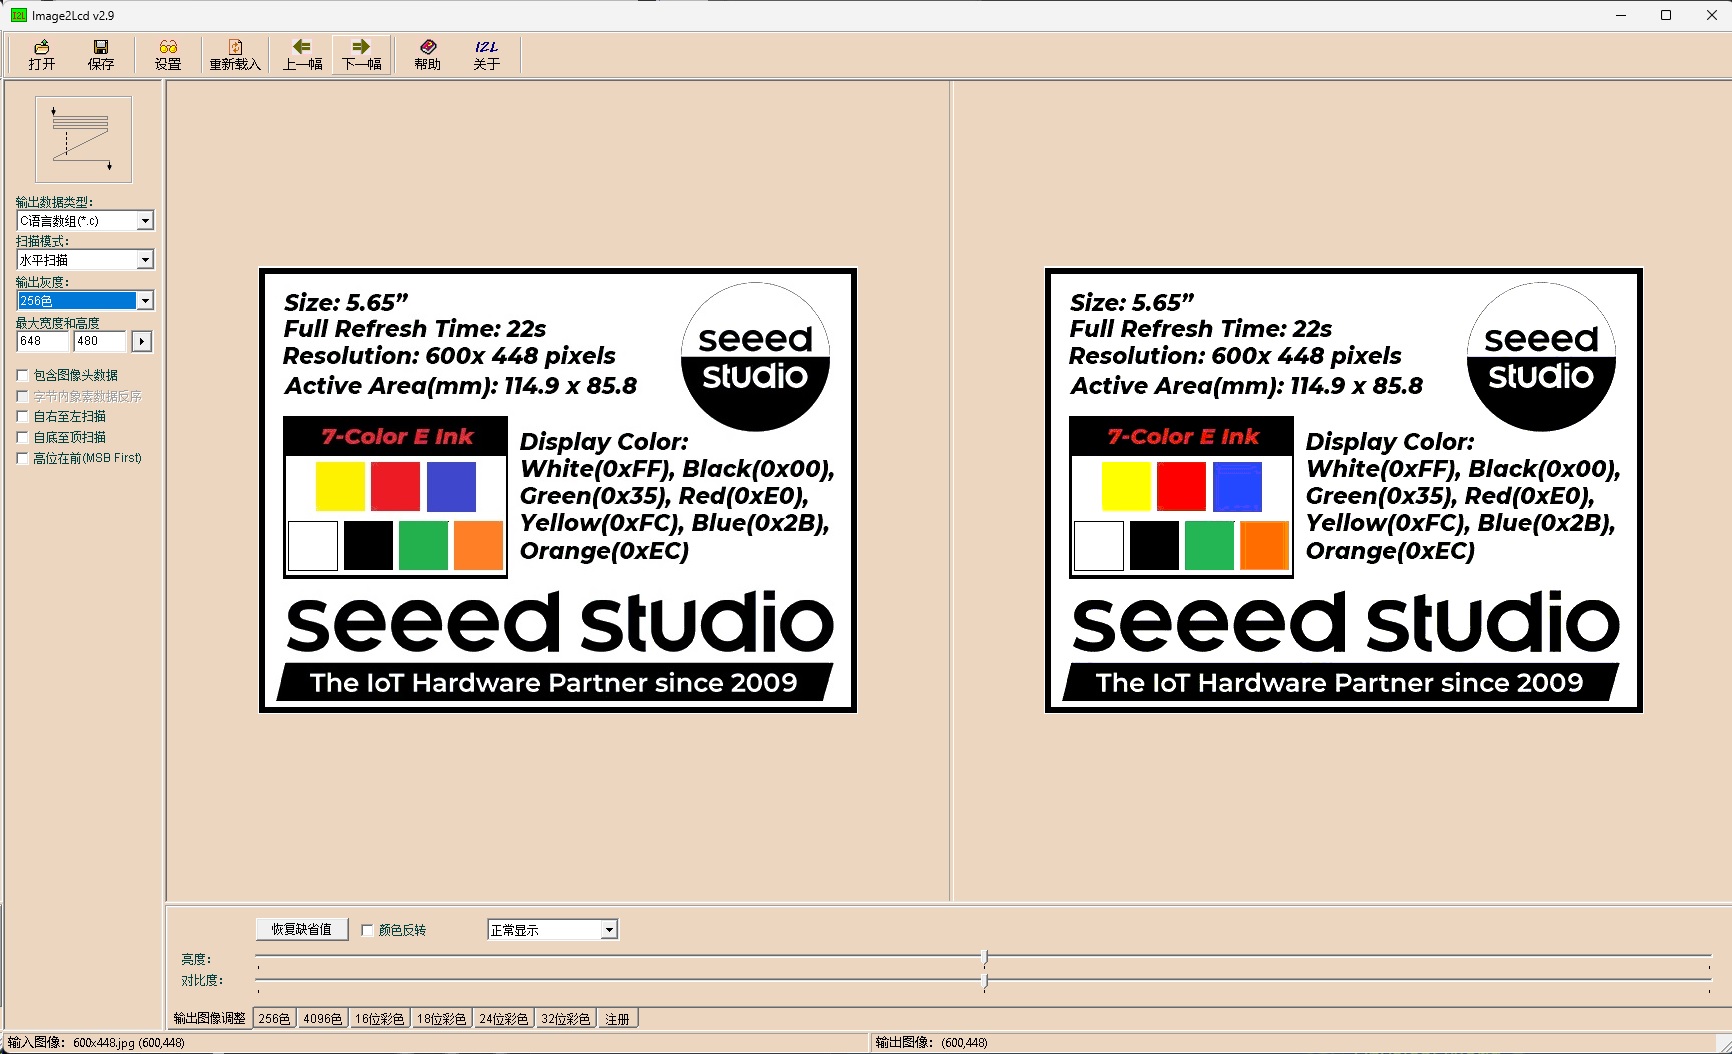 Image2Lcd v2.9
打开 保存 设置 重新载入 上一幅 下一幅 帮助 关于
输出数据类型：
C语言数组(*.c)
扫描模式：
水平扫描
输出灰度：
256色
最大宽度和高度
648 480
包含图像头数据
字节内象素数据反序
自右至左扫描
自底至顶扫描
高位在前(MSB First)
Size: 5.65”
Full Refresh Time: 22s
Resolution: 600x 448 pixels
Active Area(mm): 114.9 x 85.8
seeed
studio
7-Color E Ink
Display Color:
White(0xFF), Black(0x00),
Green(0x35), Red(0xE0),
Yellow(0xFC), Blue(0x2B),
Orange(0xEC)
seeed studio
The IoT Hardware Partner since 2009
Size: 5.65”
Full Refresh Time: 22s
Resolution: 600x 448 pixels
Active Area(mm): 114.9 x 85.8
seeed
studio
7-Color E Ink
Display Color:
White(0xFF), Black(0x00),
Green(0x35), Red(0xE0),
Yellow(0xFC), Blue(0x2B),
Orange(0xEC)
seeed studio
The IoT Hardware Partner since 2009
恢复缺省值 颜色反转 正常显示
亮度：
对比度：
输出图像调整 256色 4096色 16位彩色 18位彩色 24位彩色 32位彩色 注册
输入图像： 600x448.jpg (600,448)
输出图像： (600,448)